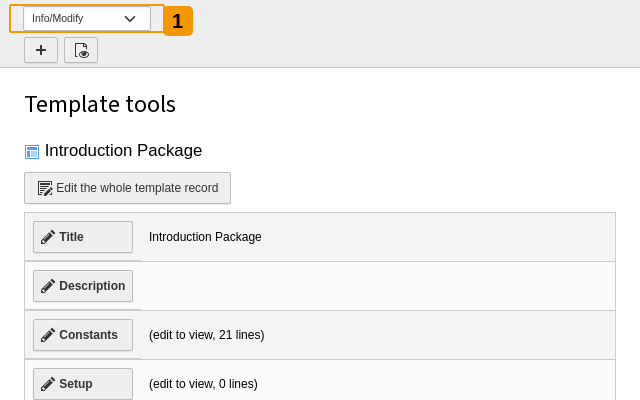 Info/Modify
1
Template tools
Introduction Package
Edit the whole template record
Title Introduction Package
Description
Constants (edit to view, 21 lines)
Setup (edit to view, 0 lines)